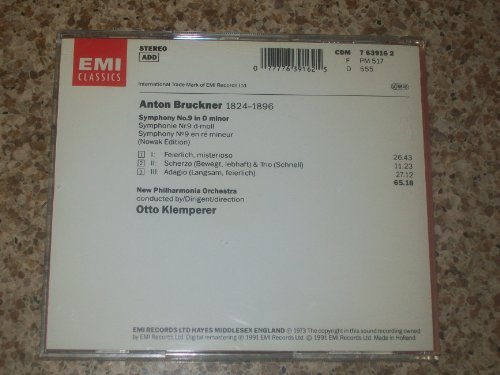 EMI
CLASSICS
STEREO
ADD
CDM 7 63916 2
F PM 517
D 555
0 77776 39162 5
International Trade Mark of EMI Records Ltd.
Anton Bruckner 1824–1896
Symphony No.9 in D minor
Symphonie Nr.9 d-moll
Symphony Nº9 en ré mineur
(Nowak Edition)
1 I: Feierlich, misterioso 26.43
2 II: Scherzo (Bewegt, lebhaft) & Trio (Schnell) 11.23
3 III: Adagio (Langsam, feierlich) 27.12
65.18
New Philharmonia Orchestra
conducted by/Dirigent/direction
Otto Klemperer
EMI RECORDS LTD HAYES MIDDLESEX ENGLAND ℗ 1973 The copyright in this sound recording owned
by EMI Records Ltd. Digital remastering ℗ 1991 EMI Records Ltd. © 1991 EMI Records Ltd. Made in Holland